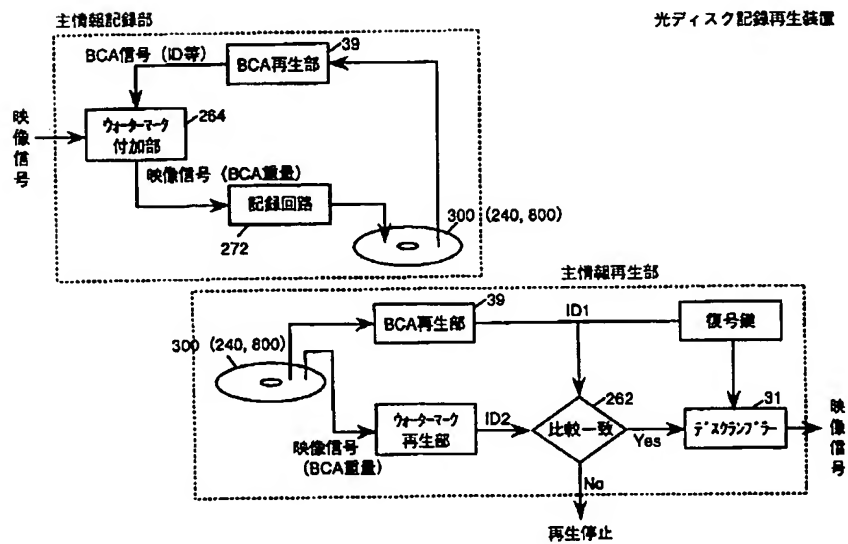 主情報記録部
光ディスク記録再生装置
39
BCA信号（ID等）
BCA再生部
映像信号
ウォーターマーク
付加部
264
映像信号（BCA重量）
記録回路
272
300（240, 800）
主情報再生部
39
BCA再生部
ID1
復号鍵
300（240, 800）
262
31
ウォーターマーク
再生部
ID2
比較一致
Yes
デスクランブラー
映像信号
映像信号
（BCA重量）
No
再生停止